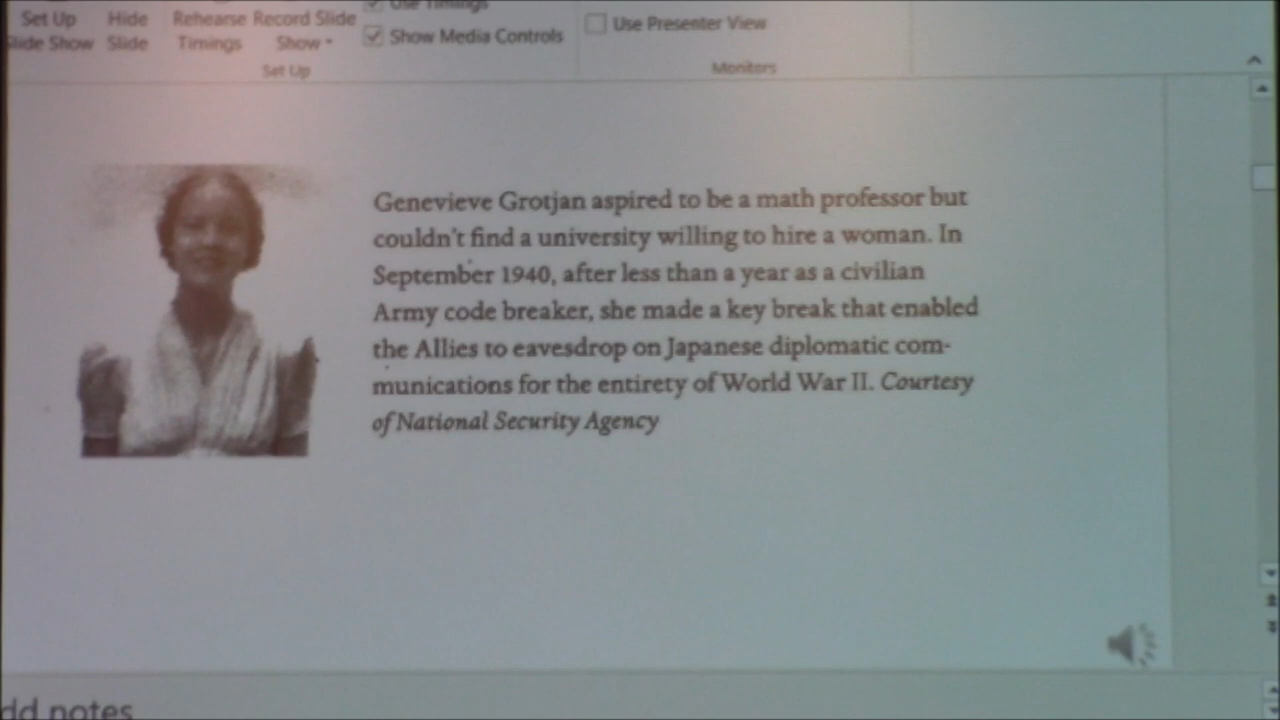 Use Timings
Set Up Hide Rehearse Record Slide
Slide Show Slide Timings Show
Show Media Controls
Use Presenter View
Set Up
Monitors
Genevieve Grotjan aspired to be a math professor but
couldn't find a university willing to hire a woman. In
September 1940, after less than a year as a civilian
Army code breaker, she made a key break that enabled
the Allies to eavesdrop on Japanese diplomatic com-
munications for the entirety of World War II. Courtesy
of National Security Agency
dd notes